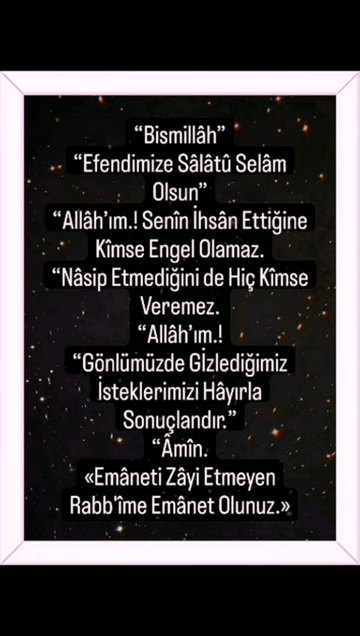 “Bismillâh”
“Efendimize Sâlâtû Selâm
Olsun”
“Allâh’ım.! Senîn İhsân Ettiğine
Kîmse Engel Olamaz.
“Nâsip Etmediğini de Hiç Kîmse
Veremez.
“Allâh’ım.!
“Gönlümüzde Gİzlediğimiz
İsteklerimizi Hâyırla
Sonuçlandır.”
“Âmîn.
«Emâneti Zâyi Etmeyen
Rabb'îme Emânet Olunuz.»